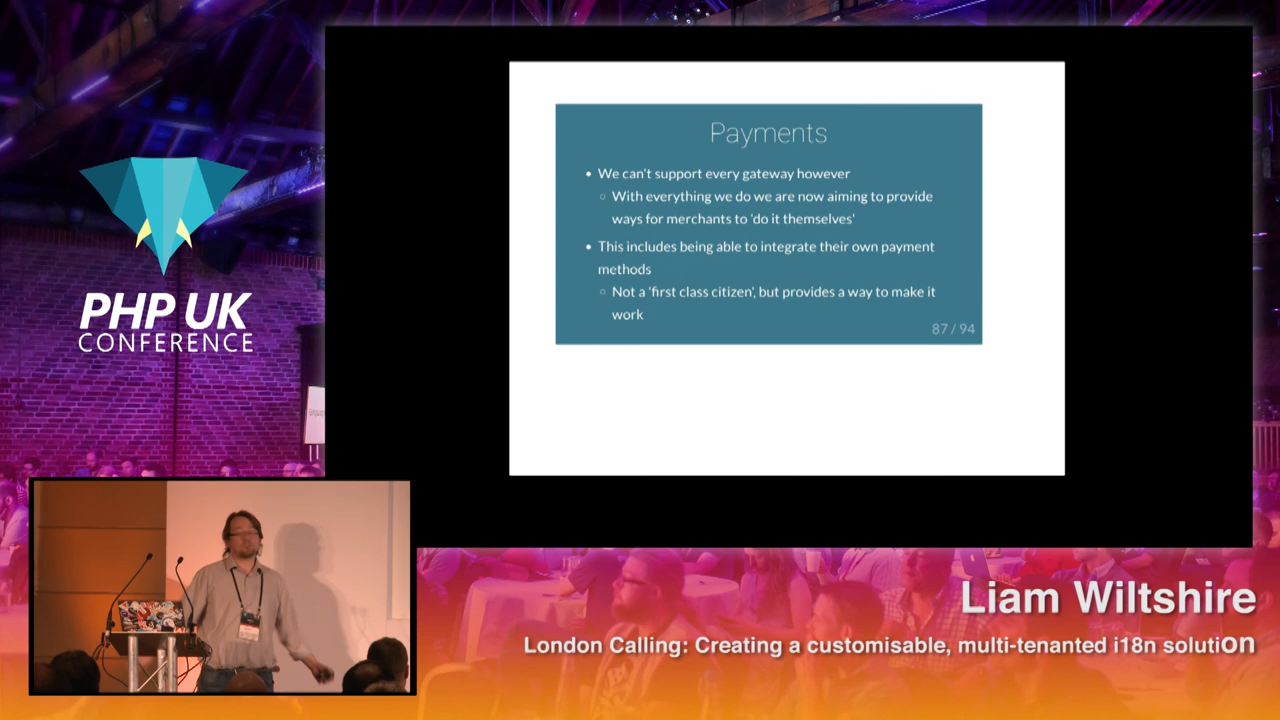 Payments
• We can't support every gateway however
○ With everything we do we are now aiming to provide
ways for merchants to 'do it themselves'
• This includes being able to integrate their own payment
methods
○ Not a 'first class citizen', but provides a way to make it
work
87 / 94
PHP UK
CONFERENCE
Liam Wiltshire
London Calling: Creating a customisable, multi-tenanted i18n solution